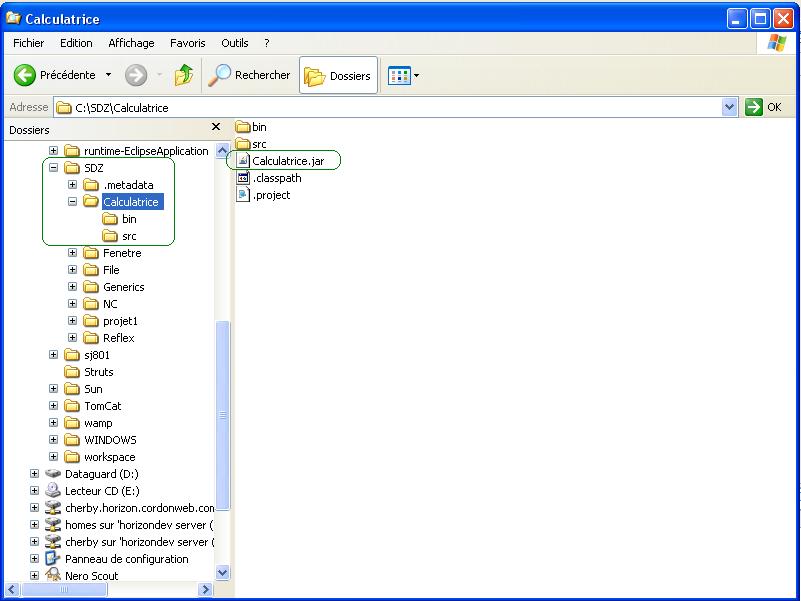 Calculatrice
Fichier Edition Affichage Favoris Outils ?
Précédente Rechercher Dossiers
Adresse C:\SDZ\Calculatrice OK
Dossiers
runtime-EclipseApplication
SDZ
.metadata
Calculatrice
bin
src
Fenetre
File
Generics
NC
projet1
Reflex
sj801
Struts
Sun
TomCat
wamp
WINDOWS
workspace
Dataguard (D:)
Lecteur CD (E:)
cherby.horizon.cordonweb.con
homes sur 'horizondev server (
cherby sur 'horizondev server (
Panneau de configuration
Nero Scout
bin
src
Calculatrice.jar
.classpath
.project